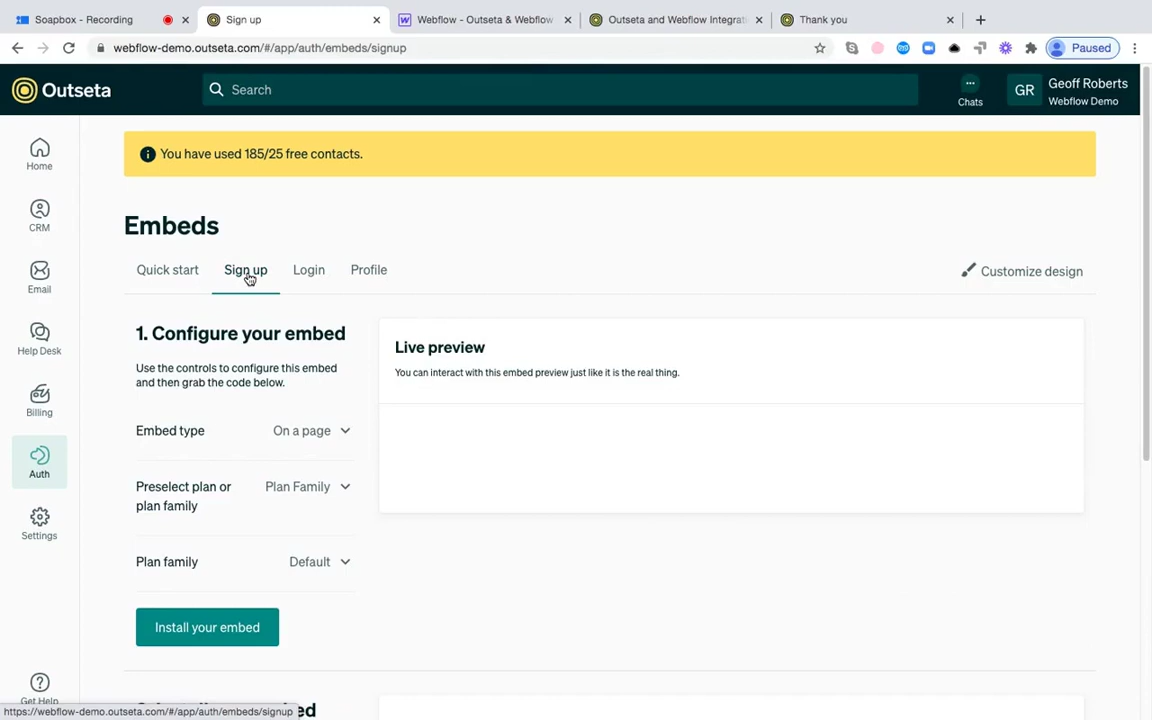 Soapbox - Recording
Sign up
Webflow - Outseta & Webflow
Outseta and Webflow Integrat
Thank you
webflow-demo.outseta.com/#/app/auth/embeds/signup
Paused
Outseta
Search
Chats
GR
Geoff Roberts
Webflow Demo
Home
CRM
Email
Help Desk
Billing
Auth
Settings
Get Help
You have used 185/25 free contacts.
Embeds
Quick start
Sign up
Login
Profile
Customize design
1. Configure your embed
Use the controls to configure this embed
and then grab the code below.
Embed type
On a page
Preselect plan or
plan family
Plan Family
Plan family
Default
Install your embed
Live preview
You can interact with this embed preview just like it is the real thing.
https://webflow-demo.outseta.com/#/app/auth/embeds/signup